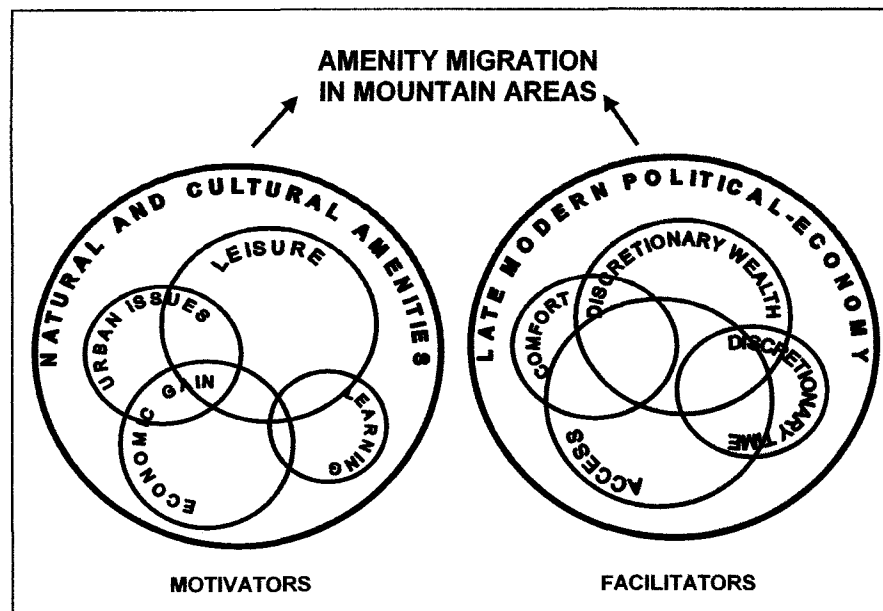 AMENITY MIGRATION
IN MOUNTAIN AREAS
NATURAL AND CULTURAL AMENITIES
LEISURE
URBAN ISSUES
ECONOMIC GAIN
LEARNING
LATE MODERN POLITICAL-ECONOMY
DISCRETIONARY WEALTH
COMFORT
DISCRETIONARY TIME
ACCESS
MOTIVATORS
FACILITATORS